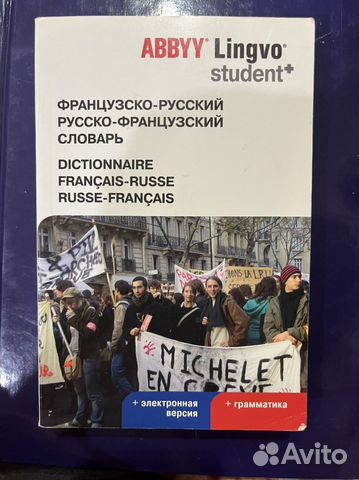 ABBYY® Lingvo®
student+
ФРАНЦУЗСКО-РУССКИЙ
РУССКО-ФРАНЦУЗСКИЙ
СЛОВАРЬ
DICTIONNAIRE
FRANÇAIS-RUSSE
RUSSE-FRANÇAIS
MICHELET
EN GRÈVE
+ электронная
версия
+ грамматика
Avito